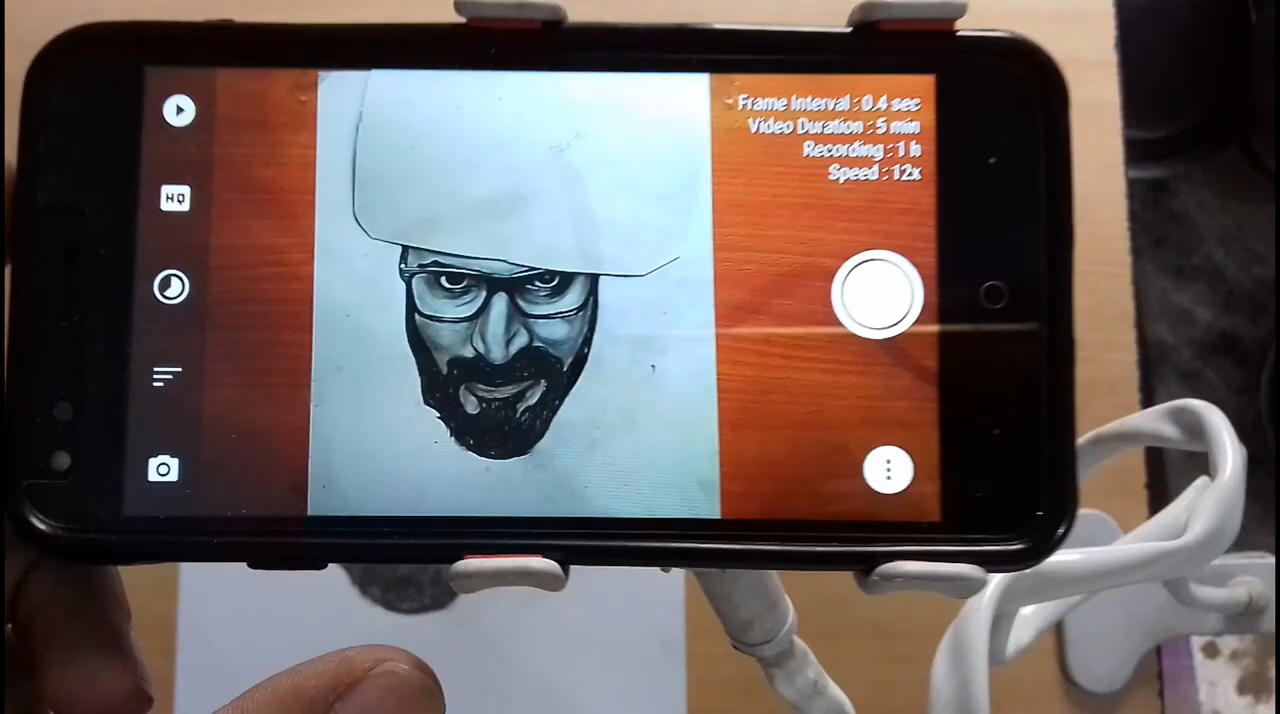 HQ
Frame Interval : 0.4 sec
Video Duration : 5 min
Recording : 1 h
Speed : 12x